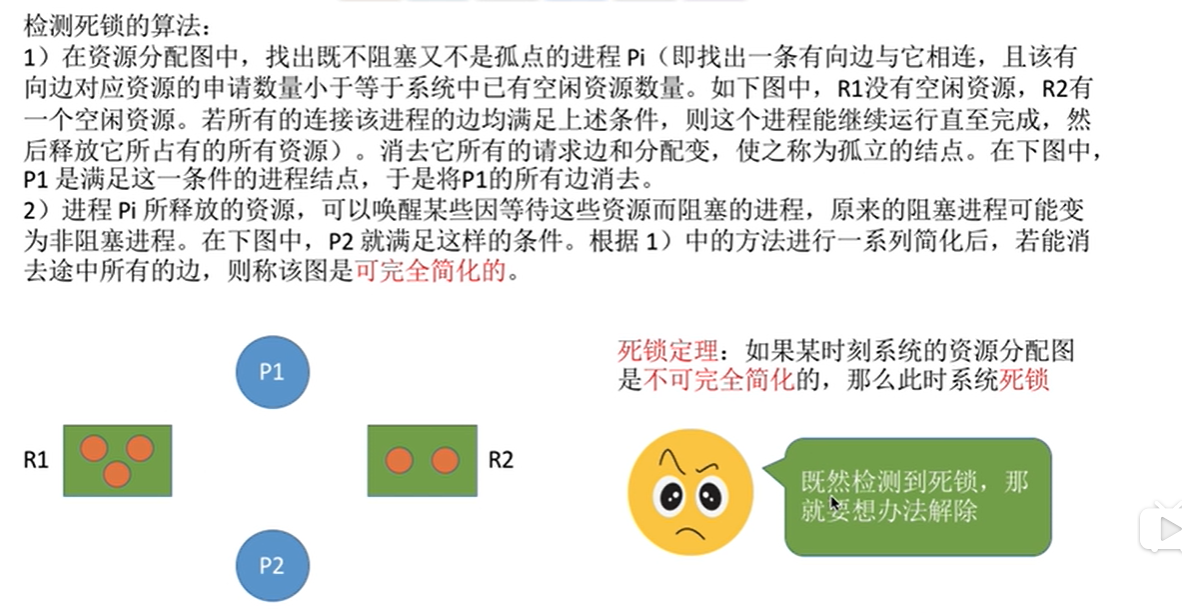 检测死锁的算法：
1）在资源分配图中，找出既不阻塞又不是孤点的进程 Pi（即找出一条有向边与它相连，且该有
向边对应资源的申请数量小于等于系统中已有空闲资源数量。如下图中，R1没有空闲资源，R2有
一个空闲资源。若所有的连接该进程的边均满足上述条件，则这个进程能继续运行直至完成，然
后释放它所占有的所有资源）。消去它所有的请求边和分配变，使之称为孤立的结点。在下图中，
P1 是满足这一条件的进程结点，于是将P1的所有边消去。
2）进程 Pi 所释放的资源，可以唤醒某些因等待这些资源而阻塞的进程，原来的阻塞进程可能变
为非阻塞进程。在下图中，P2 就满足这样的条件。根据 1）中的方法进行一系列简化后，若能消
去途中所有的边，则称该图是可完全简化的。
死锁定理：如果某时刻系统的资源分配图
是不可完全简化的，那么此时系统死锁
P1
R1
R2
既然检测到死锁，那
就要想办法解除
P2